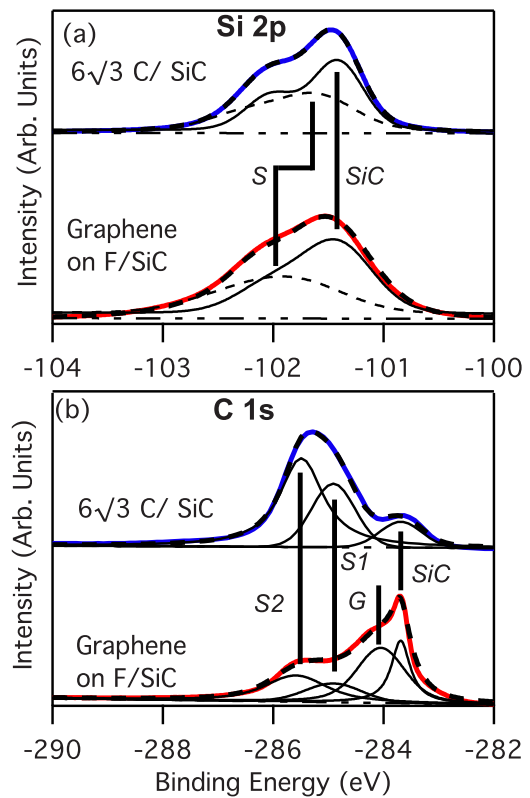 (a) Si 2p
6√3 C/ SiC
S SiC
Graphene
on F/SiC
Intensity (Arb. Units)
-104 -103 -102 -101 -100
(b) C 1s
6√3 C/ SiC
S1
SiC
S2 G
Graphene
on F/SiC
Intensity (Arb. Units)
-290 -288 -286 -284 -282
Binding Energy (eV)